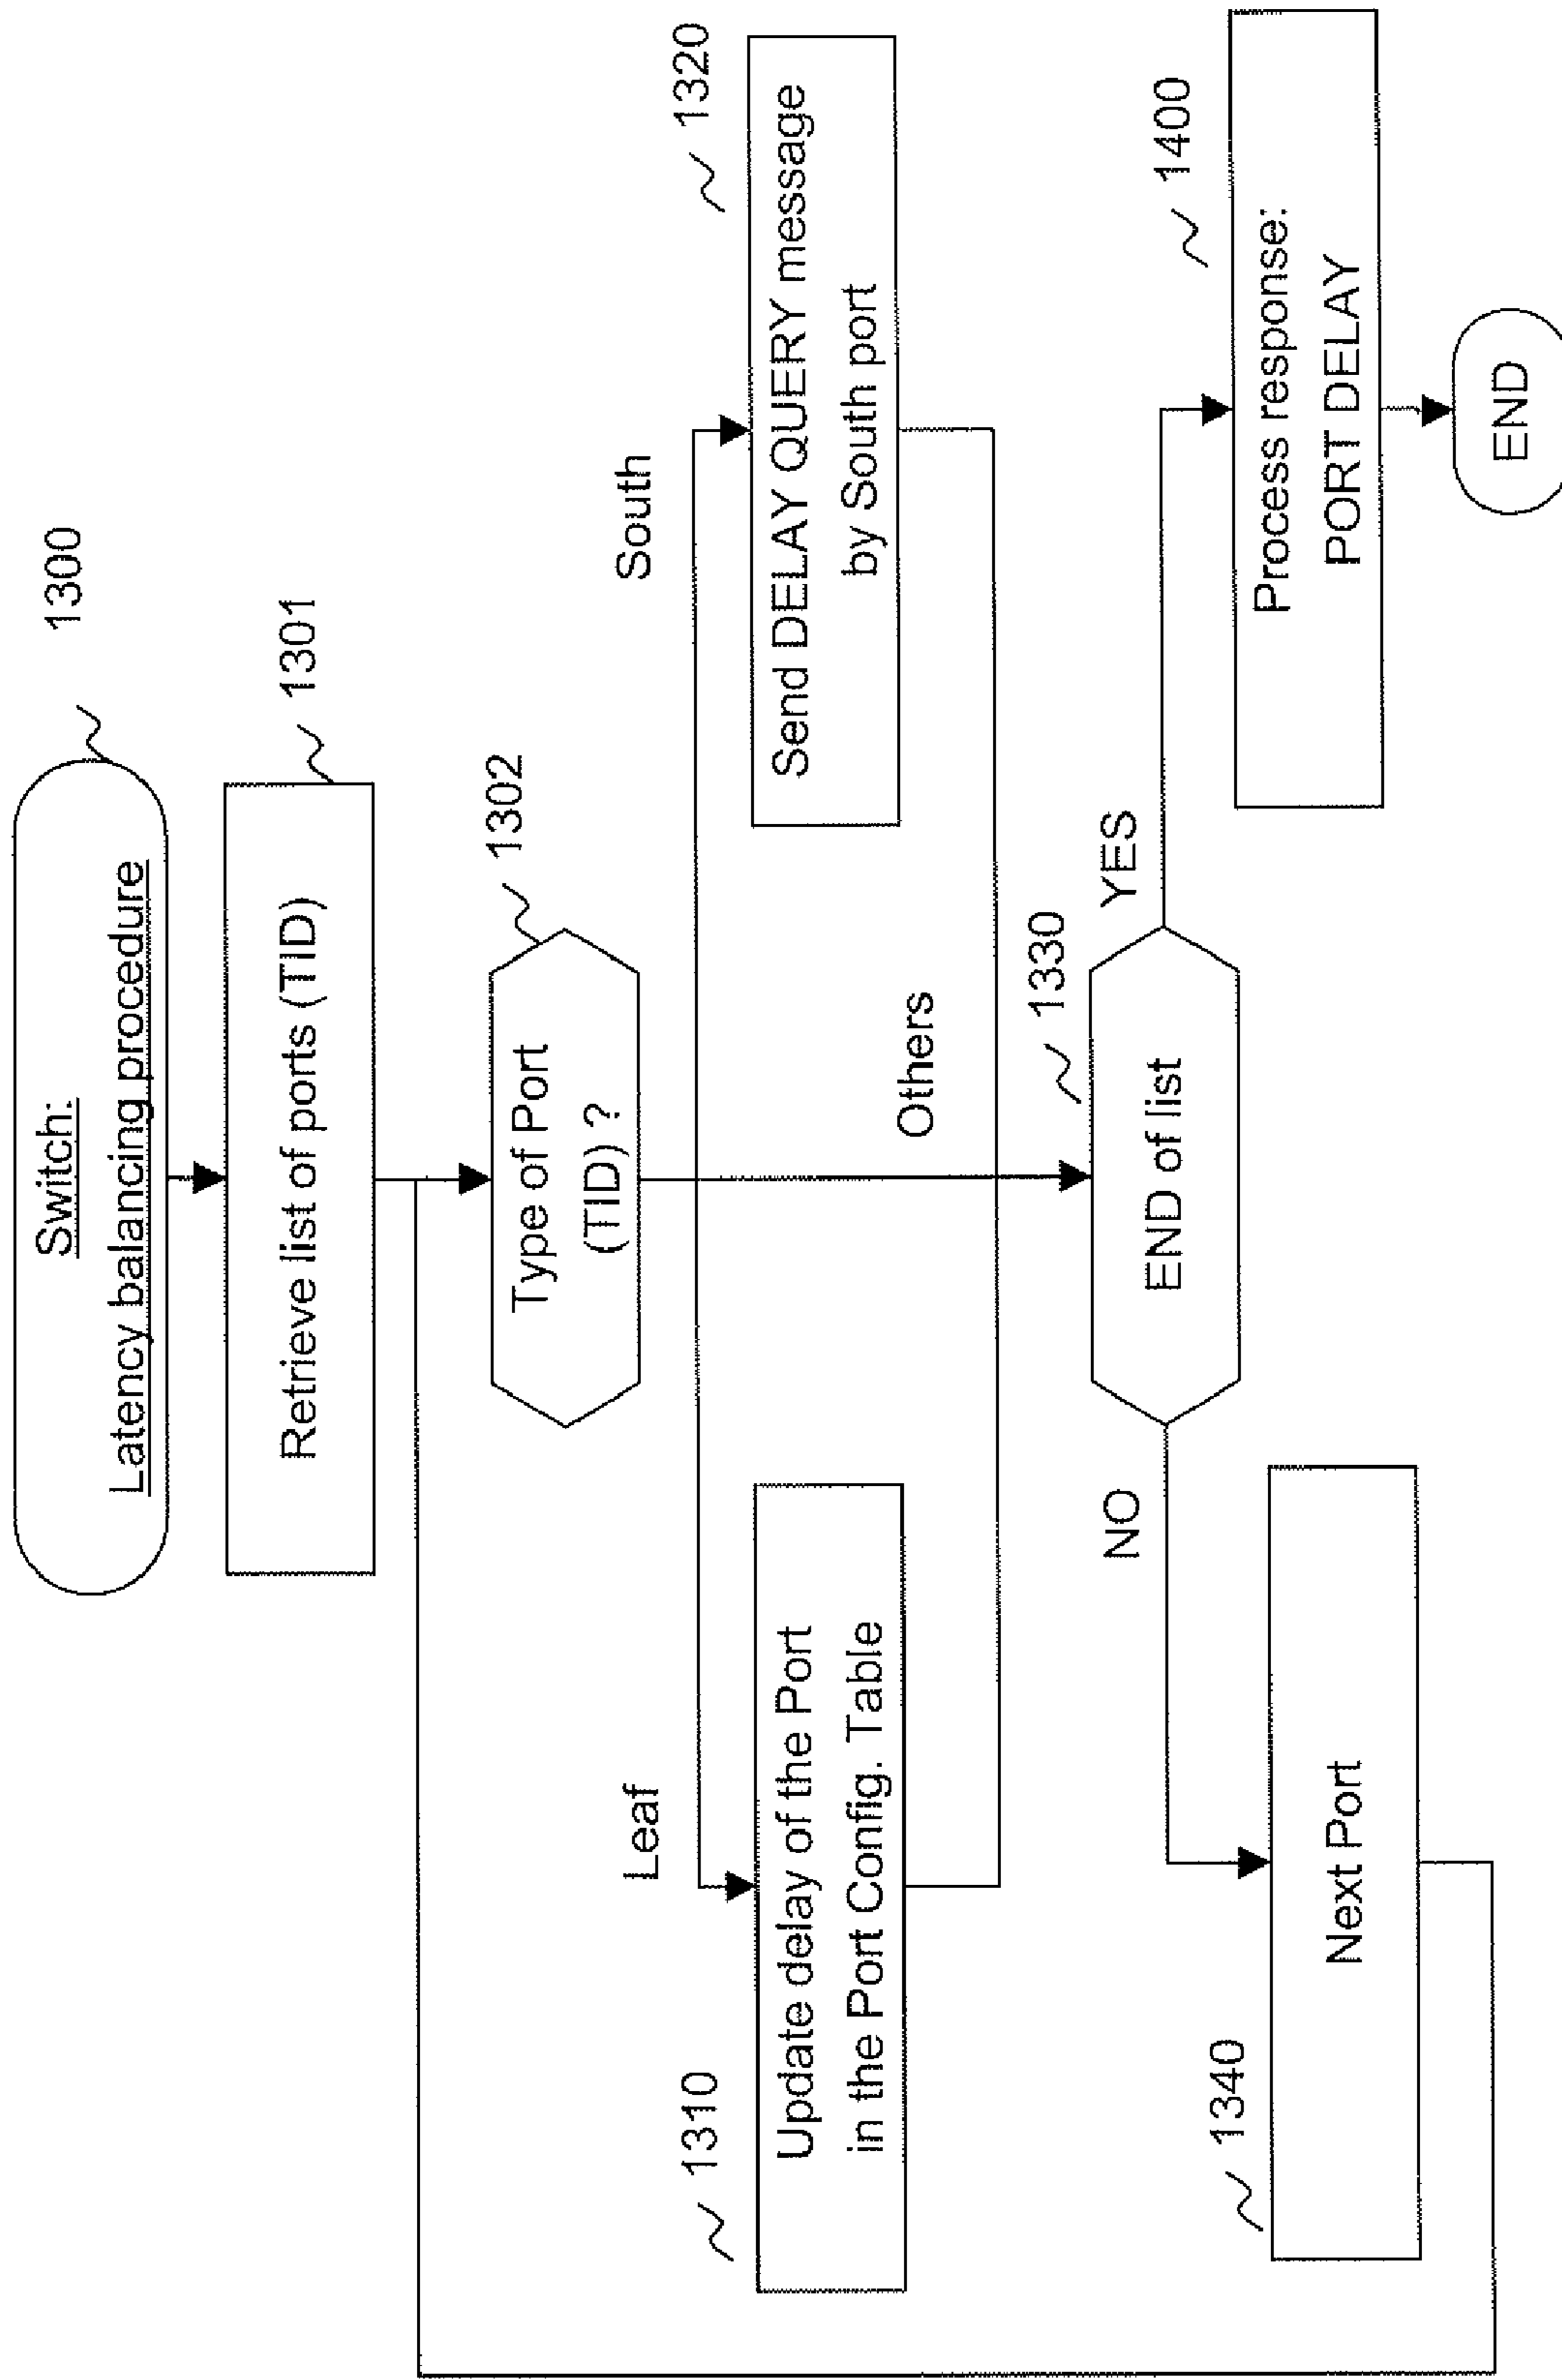 Switch:
Latency balancing procedure
1300
Retrieve list of ports (TID)
1301
Type of Port
(TID) ?
1302
Leaf
South
1310
Update delay of the Port
in the Port Config. Table
1320
Send DELAY QUERY message
by South port
Others
1330
END of list
NO
YES
1340
Next Port
1400
Process response:
PORT DELAY
END